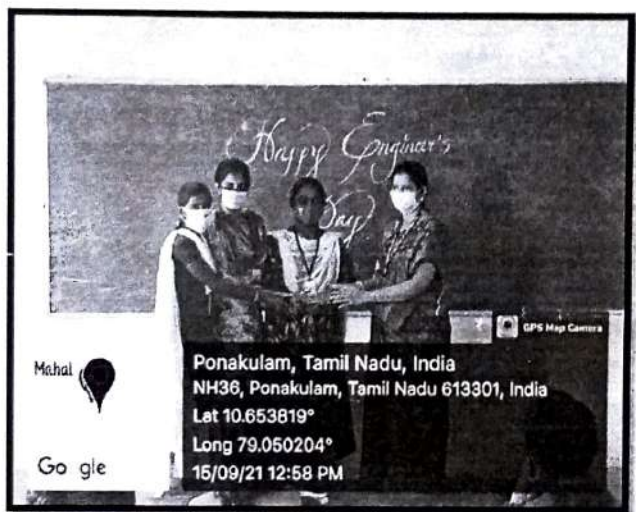 Happy Engineer's
Day
GPS Map Camera
Mahal
Go gle
Ponakulam, Tamil Nadu, India
NH36, Ponakulam, Tamil Nadu 613301, India
Lat 10.653819°
Long 79.050204°
15/09/21 12:58 PM